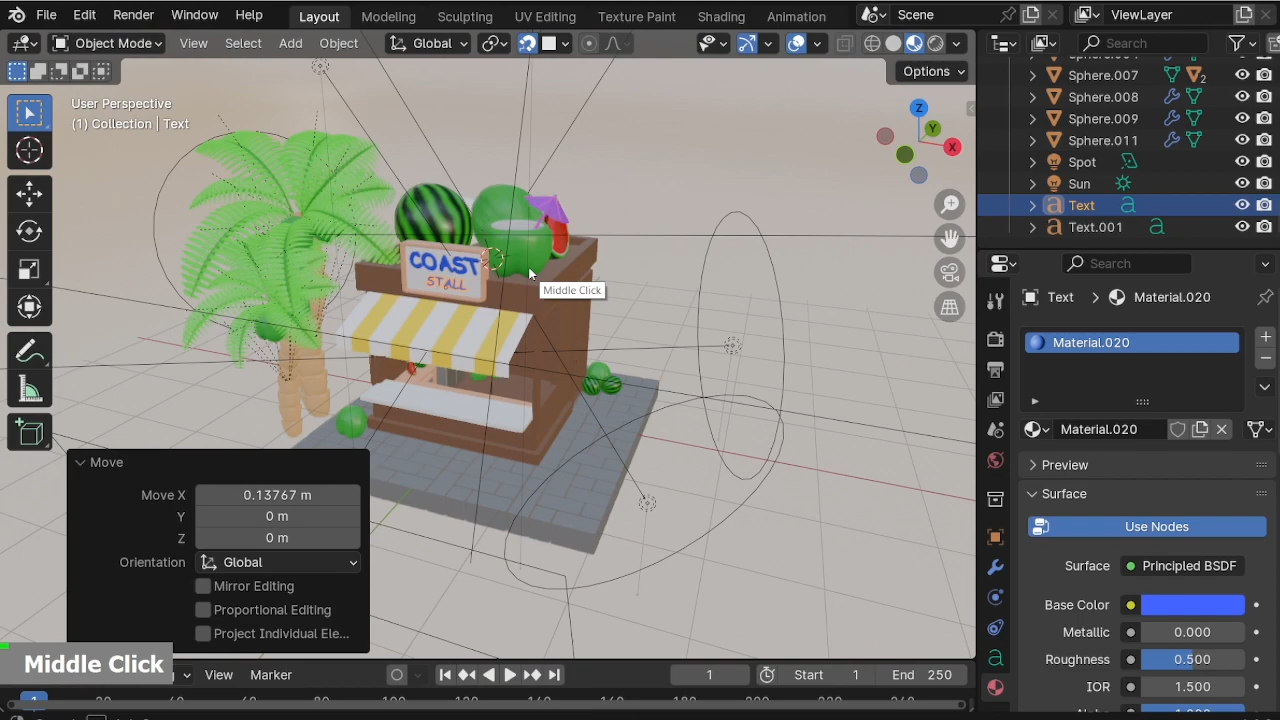 File Edit Render Window Help Layout Modeling Sculpting UV Editing Texture Paint Shading Animation Scene ViewLayer
Object Mode View Select Add Object Global Search
Options
User Perspective
(1) Collection | Text
Z
Y
X
COAST
STALL
Middle Click
Sphere.007 2
Sphere.008
Sphere.009
Sphere.011
Spot
Sun
Text
Text.001
Search
Text > Material.020
Material.020
Material.020
Preview
Surface
Use Nodes
Surface Principled BSDF
Base Color
Metallic 0.000
Roughness 0.500
IOR 1.500
Move
Move X 0.13767 m
Y 0 m
Z 0 m
Orientation Global
Mirror Editing
Proportional Editing
Project Individual Ele...
Middle Click
View Marker 1 Start 1 End 250
1